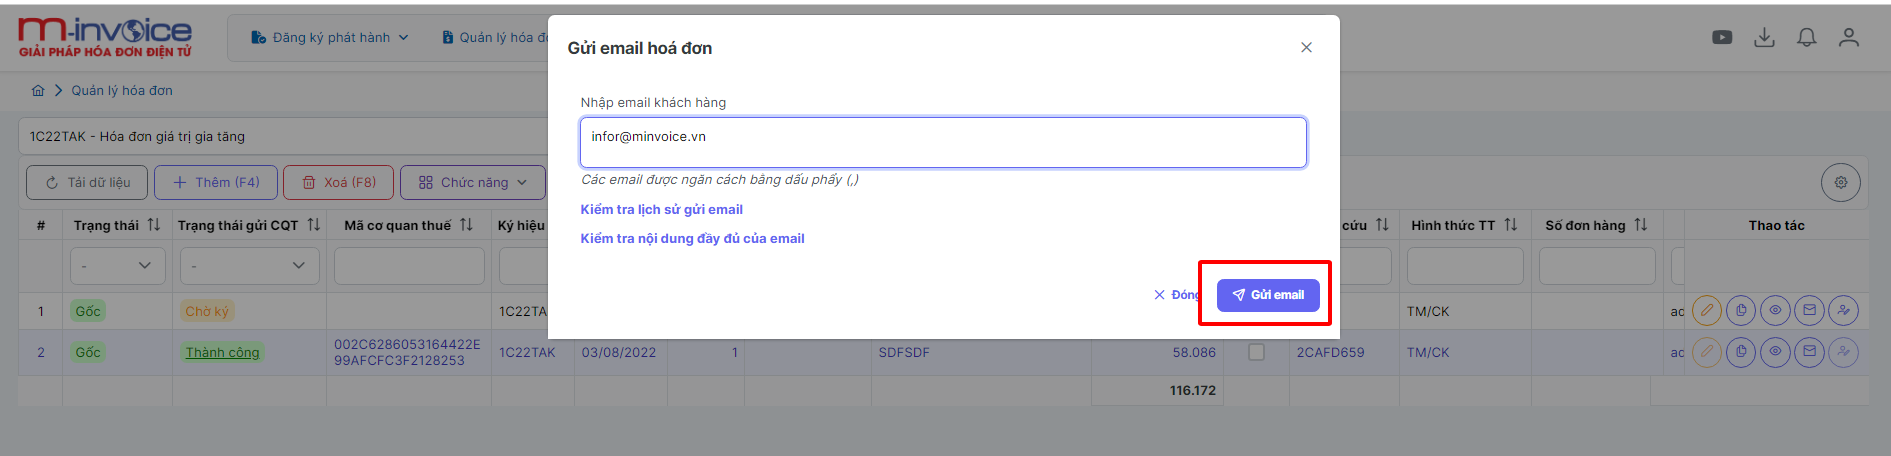 m-invoice
GIẢI PHÁP HÓA ĐƠN ĐIỆN TỬ
Đăng ký phát hành
Quản lý hóa đơ
Gửi email hoá đơn
Quản lý hóa đơn
Nhập email khách hàng
infor@minvoice.vn
Các email được ngăn cách bằng dấu phẩy (,)
Kiểm tra lịch sử gửi email
Kiểm tra nội dung đầy đủ của email
Đóng
Gửi email
1C22TAK - Hóa đơn giá trị gia tăng
Tải dữ liệu
Thêm (F4)
Xoá (F8)
Chức năng
# Trạng thái Trạng thái gửi CQT Mã cơ quan thuế Ký hiệu cứu Hình thức TT Số đơn hàng Thao tác
- -
1 Gốc Chờ ký 1C22TA TM/CK ad
2 Gốc Thành công 002C6286053164422E 1C22TAK 03/08/2022 1 SDFSDF 58.086 2CAFD659 TM/CK ad
99AFCFC3F2128253
116.172